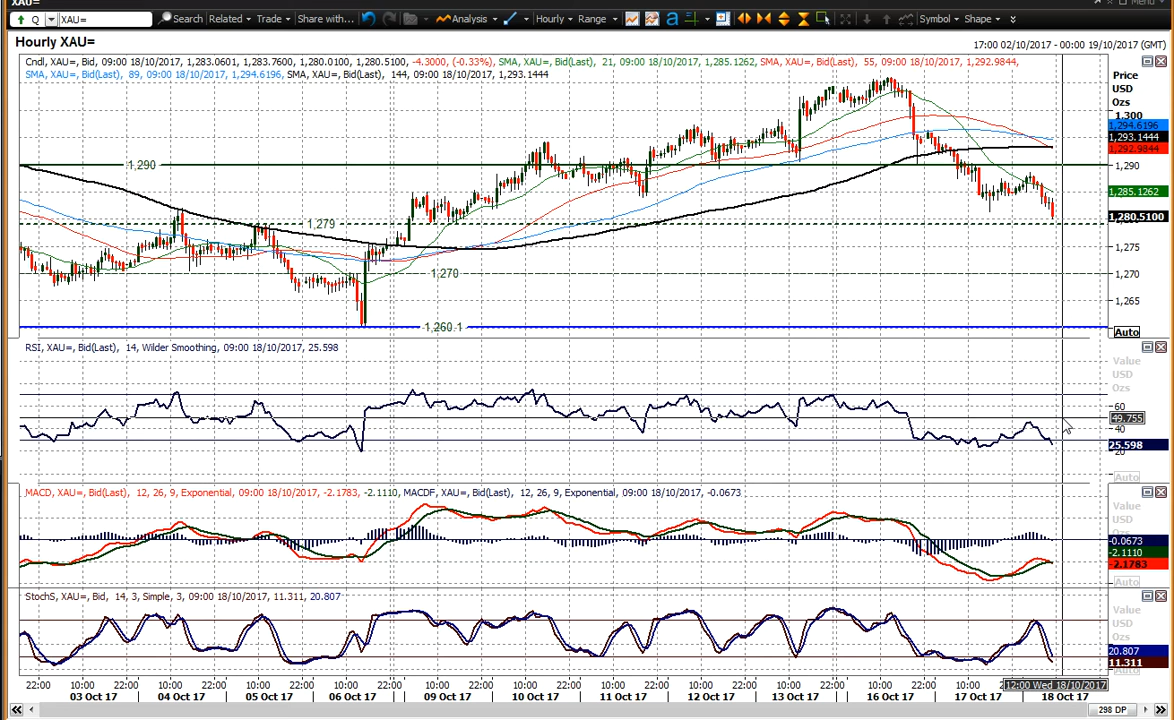 Menu
Q XAU= Search Related Trade Share with... Analysis Hourly Range a Symbol Shape
Hourly XAU=
17:00 02/10/2017 - 00:00 19/10/2017 (GMT)
Cndl, XAU=, Bid, 09:00 18/10/2017, 1,283.0601, 1,283.7600, 1,280.0100, 1,280.5100, -4.3000, (-0.33%), SMA, XAU=, Bid(Last), 21, 09:00 18/10/2017, 1,285.1262, SMA, XAU=, Bid(Last), 55, 09:00 18/10/2017, 1,292.9844,
SMA, XAU=, Bid(Last), 89, 09:00 18/10/2017, 1,294.6196, SMA, XAU=, Bid(Last), 144, 09:00 18/10/2017, 1,293.1444
Price
USD
Ozs
1,300
1,294.6196
1,293.1444
1,292.9844
1,290
1,290
1,285.1262
1,280.5100
1,279
1,275
1,270
1,270
1,265
1,260.1
Auto
RSI, XAU=, Bid(Last), 14, Wilder Smoothing, 09:00 18/10/2017, 25.598
Value
USD
Ozs
60
49.755
40
25.598
20
Auto
MACD, XAU=, Bid(Last), 12, 26, 9, Exponential, 09:00 18/10/2017, -2.1783, -2.1110, MACDF, XAU=, Bid(Last), 12, 26, 9, Exponential, 09:00 18/10/2017, -0.0673
Value
USD
Ozs
-0.0673
-2.1110
-2.1783
Auto
StochS, XAU=, Bid, 14, 3, Simple, 3, 09:00 18/10/2017, 11.311, 20.807
Value
USD
Ozs
20.807
11.311
Auto
22:00 10:00 22:00 10:00 22:00 10:00 22:00 10:00 22:00 10:00 22:00 10:00 22:00 10:00 22:00 10:00 22:00 10:00 22:00 10:00 22:00 10:00 12:00 Wed 18/10/2017
03 Oct 17 04 Oct 17 05 Oct 17 06 Oct 17 09 Oct 17 10 Oct 17 11 Oct 17 12 Oct 17 13 Oct 17 16 Oct 17 17 Oct 17 18 Oct 17
298 DP